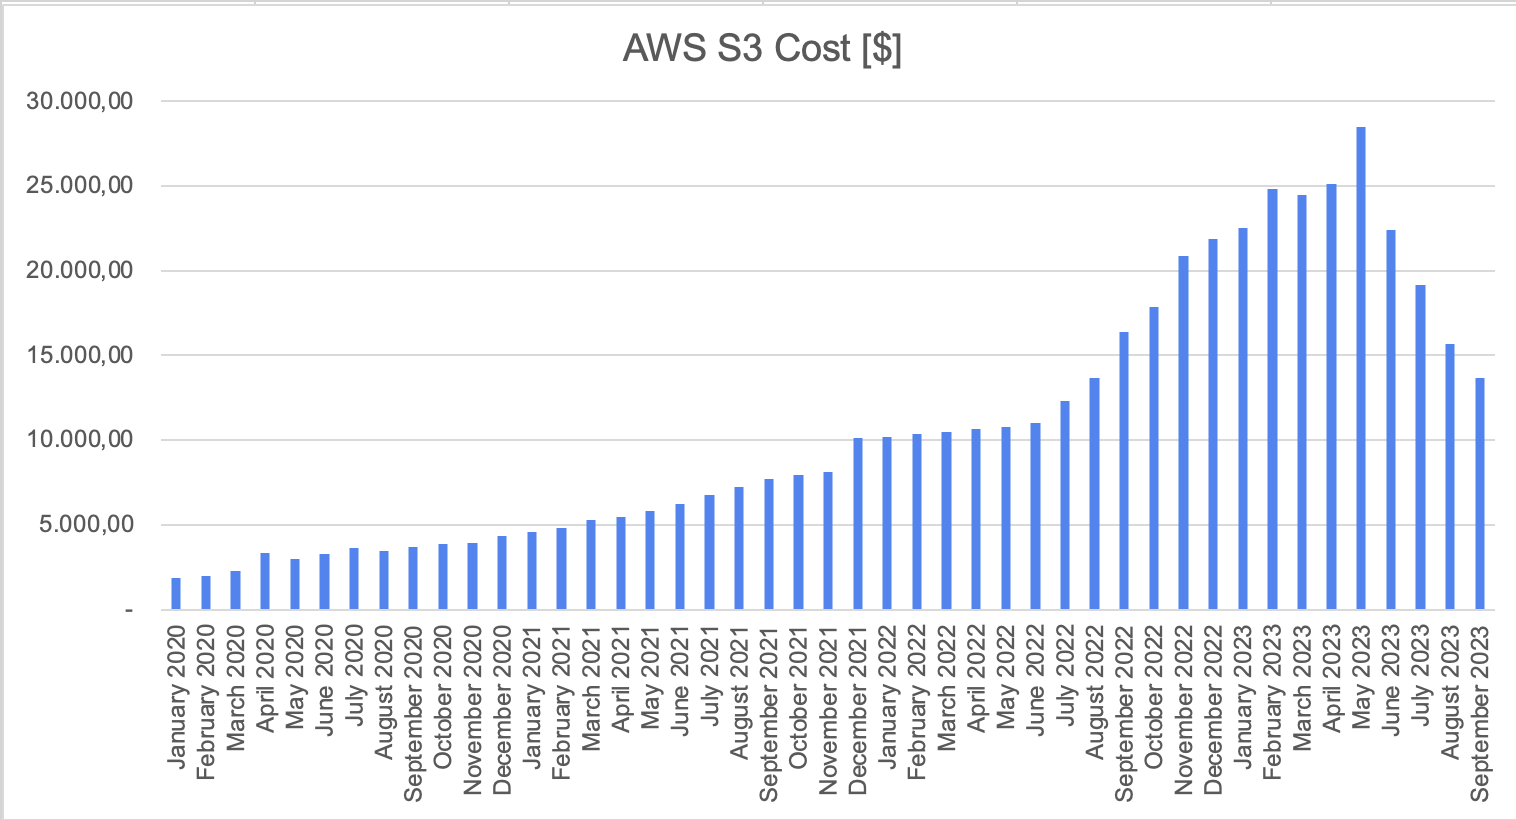 AWS S3 Cost [$]
30.000,00
25.000,00
20.000,00
15.000,00
10.000,00
5.000,00
-
January 2020
February 2020
March 2020
April 2020
May 2020
June 2020
July 2020
August 2020
September 2020
October 2020
November 2020
December 2020
January 2021
February 2021
March 2021
April 2021
May 2021
June 2021
July 2021
August 2021
September 2021
October 2021
November 2021
December 2021
January 2022
February 2022
March 2022
April 2022
May 2022
June 2022
July 2022
August 2022
September 2022
October 2022
November 2022
December 2022
January 2023
February 2023
March 2023
April 2023
May 2023
June 2023
July 2023
August 2023
September 2023